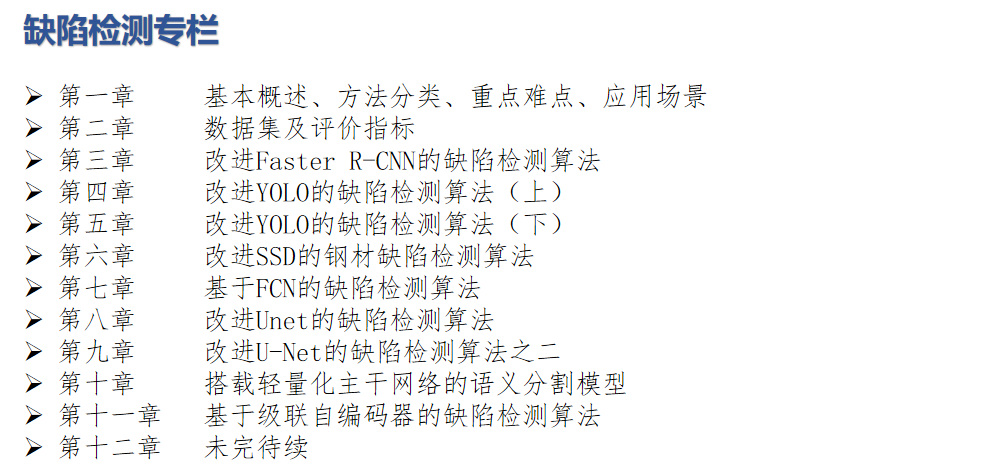 缺陷检测专栏
➢ 第一章 基本概述、方法分类、重点难点、应用场景
➢ 第二章 数据集及评价指标
➢ 第三章 改进Faster R-CNN的缺陷检测算法
➢ 第四章 改进YOLO的缺陷检测算法（上）
➢ 第五章 改进YOLO的缺陷检测算法（下）
➢ 第六章 改进SSD的钢材缺陷检测算法
➢ 第七章 基于FCN的缺陷检测算法
➢ 第八章 改进Unet的缺陷检测算法
➢ 第九章 改进U-Net的缺陷检测算法之二
➢ 第十章 搭载轻量化主干网络的语义分割模型
➢ 第十一章 基于级联自编码器的缺陷检测算法
➢ 第十二章 未完待续